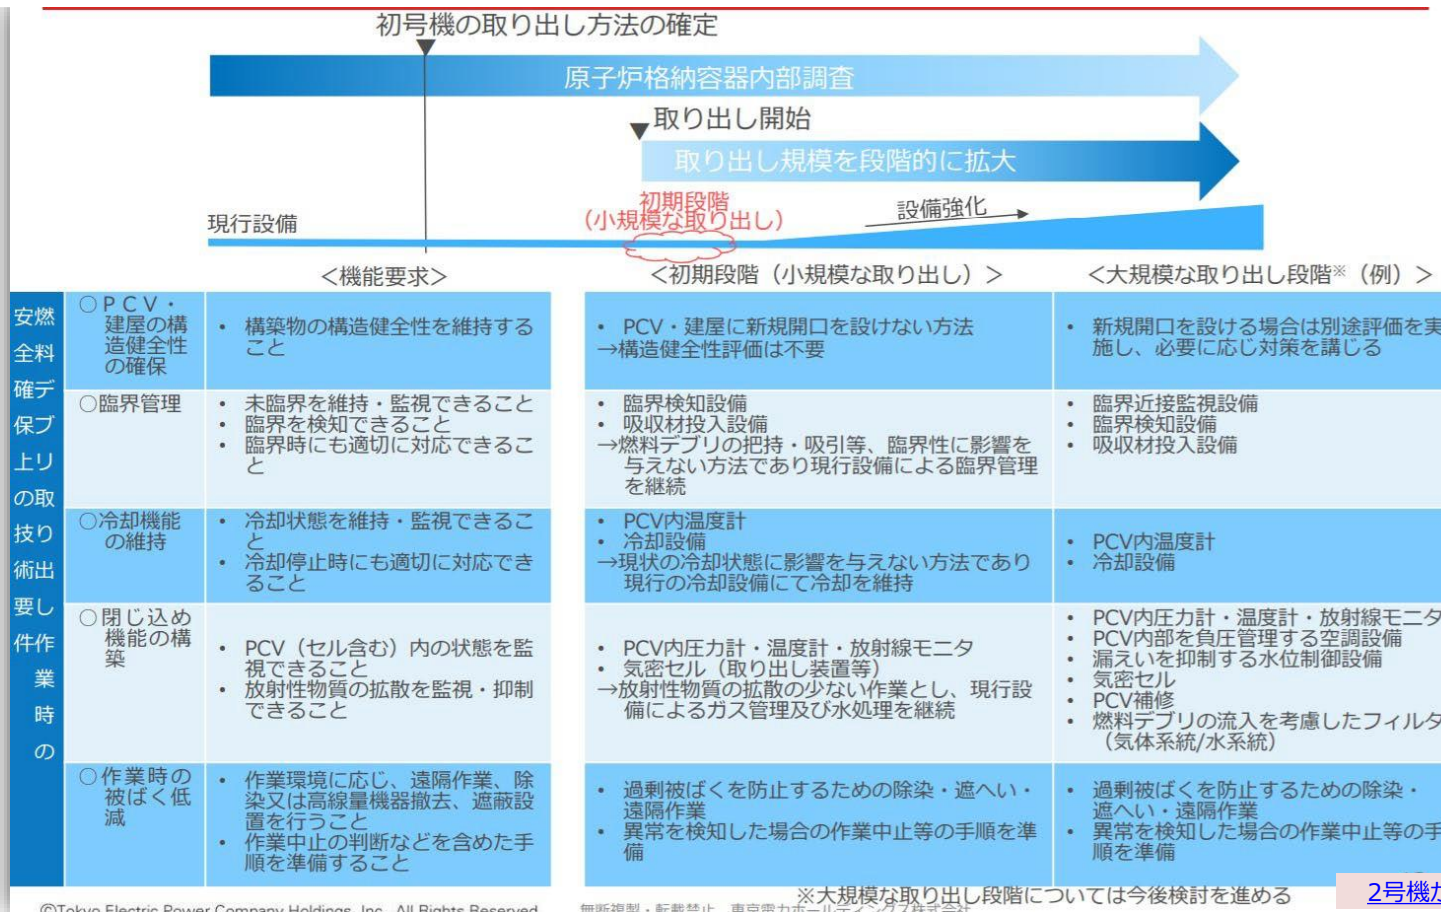 初号機の取り出し方法の確定
原子炉格納容器内部調査
取り出し開始
取り出し規模を段階的に拡大
初期段階
（小規模な取り出し）
設備強化
現行設備
＜機能要求＞
＜初期段階（小規模な取り出し）＞
＜大規模な取り出し段階※（例）＞
燃料デブリの取り出し作業時の
安全確保上の技術要件
○ＰＣＶ・
建屋の構
造健全性
の確保
• 構築物の構造健全性を維持する
こと
• PCV・建屋に新規開口を設けない方法
→構造健全性評価は不要
• 新規開口を設ける場合は別途評価を実
施し、必要に応じ対策を講じる
○臨界管理
• 未臨界を維持・監視できること
• 臨界を検知できること
• 臨界時にも適切に対応できるこ
と
• 臨界検知設備
• 吸収材投入設備
→燃料デブリの把持・吸引等、臨界性に影響を
与えない方法であり現行設備による臨界管理
を継続
• 臨界近接監視設備
• 臨界検知設備
• 吸収材投入設備
○冷却機能
の維持
• 冷却状態を維持・監視できるこ
と
• 冷却停止時にも適切に対応でき
ること
• PCV内温度計
• 冷却設備
→現状の冷却状態に影響を与えない方法であり
現行の冷却設備にて冷却を維持
• PCV内温度計
• 冷却設備
○閉じ込め
機能の構
築
• PCV（セル含む）内の状態を監
視できること
• 放射性物質の拡散を監視・抑制
できること
• PCV内圧力計・温度計・放射線モニタ
• 気密セル（取り出し装置等）
→放射性物質の拡散の少ない作業とし、現行設
備によるガス管理及び水処理を継続
• PCV内圧力計・温度計・放射線モニタ
• PCV内部を負圧管理する空調設備
• 漏えいを抑制する水位制御設備
• 気密セル
• PCV補修
• 燃料デブリの流入を考慮したフィルタ
（気体系統/水系統）
○作業時の
被ばく低
減
• 作業環境に応じ、遠隔作業、除
染又は高線量機器撤去、遮蔽設
置を行うこと
• 作業中止の判断などを含めた手
順を準備すること
• 過剰被ばくを防止するための除染・遮へい・
遠隔作業
• 異常を検知した場合の作業中止等の手順を準
備
• 過剰被ばくを防止するための除染・
遮へい・遠隔作業
• 異常を検知した場合の作業中止等の手
順を準備
※大規模な取り出し段階については今後検討を進める
2号機
©Tokyo Electric Power Company Holdings, Inc. All Rights Reserved.
無断複製・転載禁止 東京電力ホールディングス株式会社